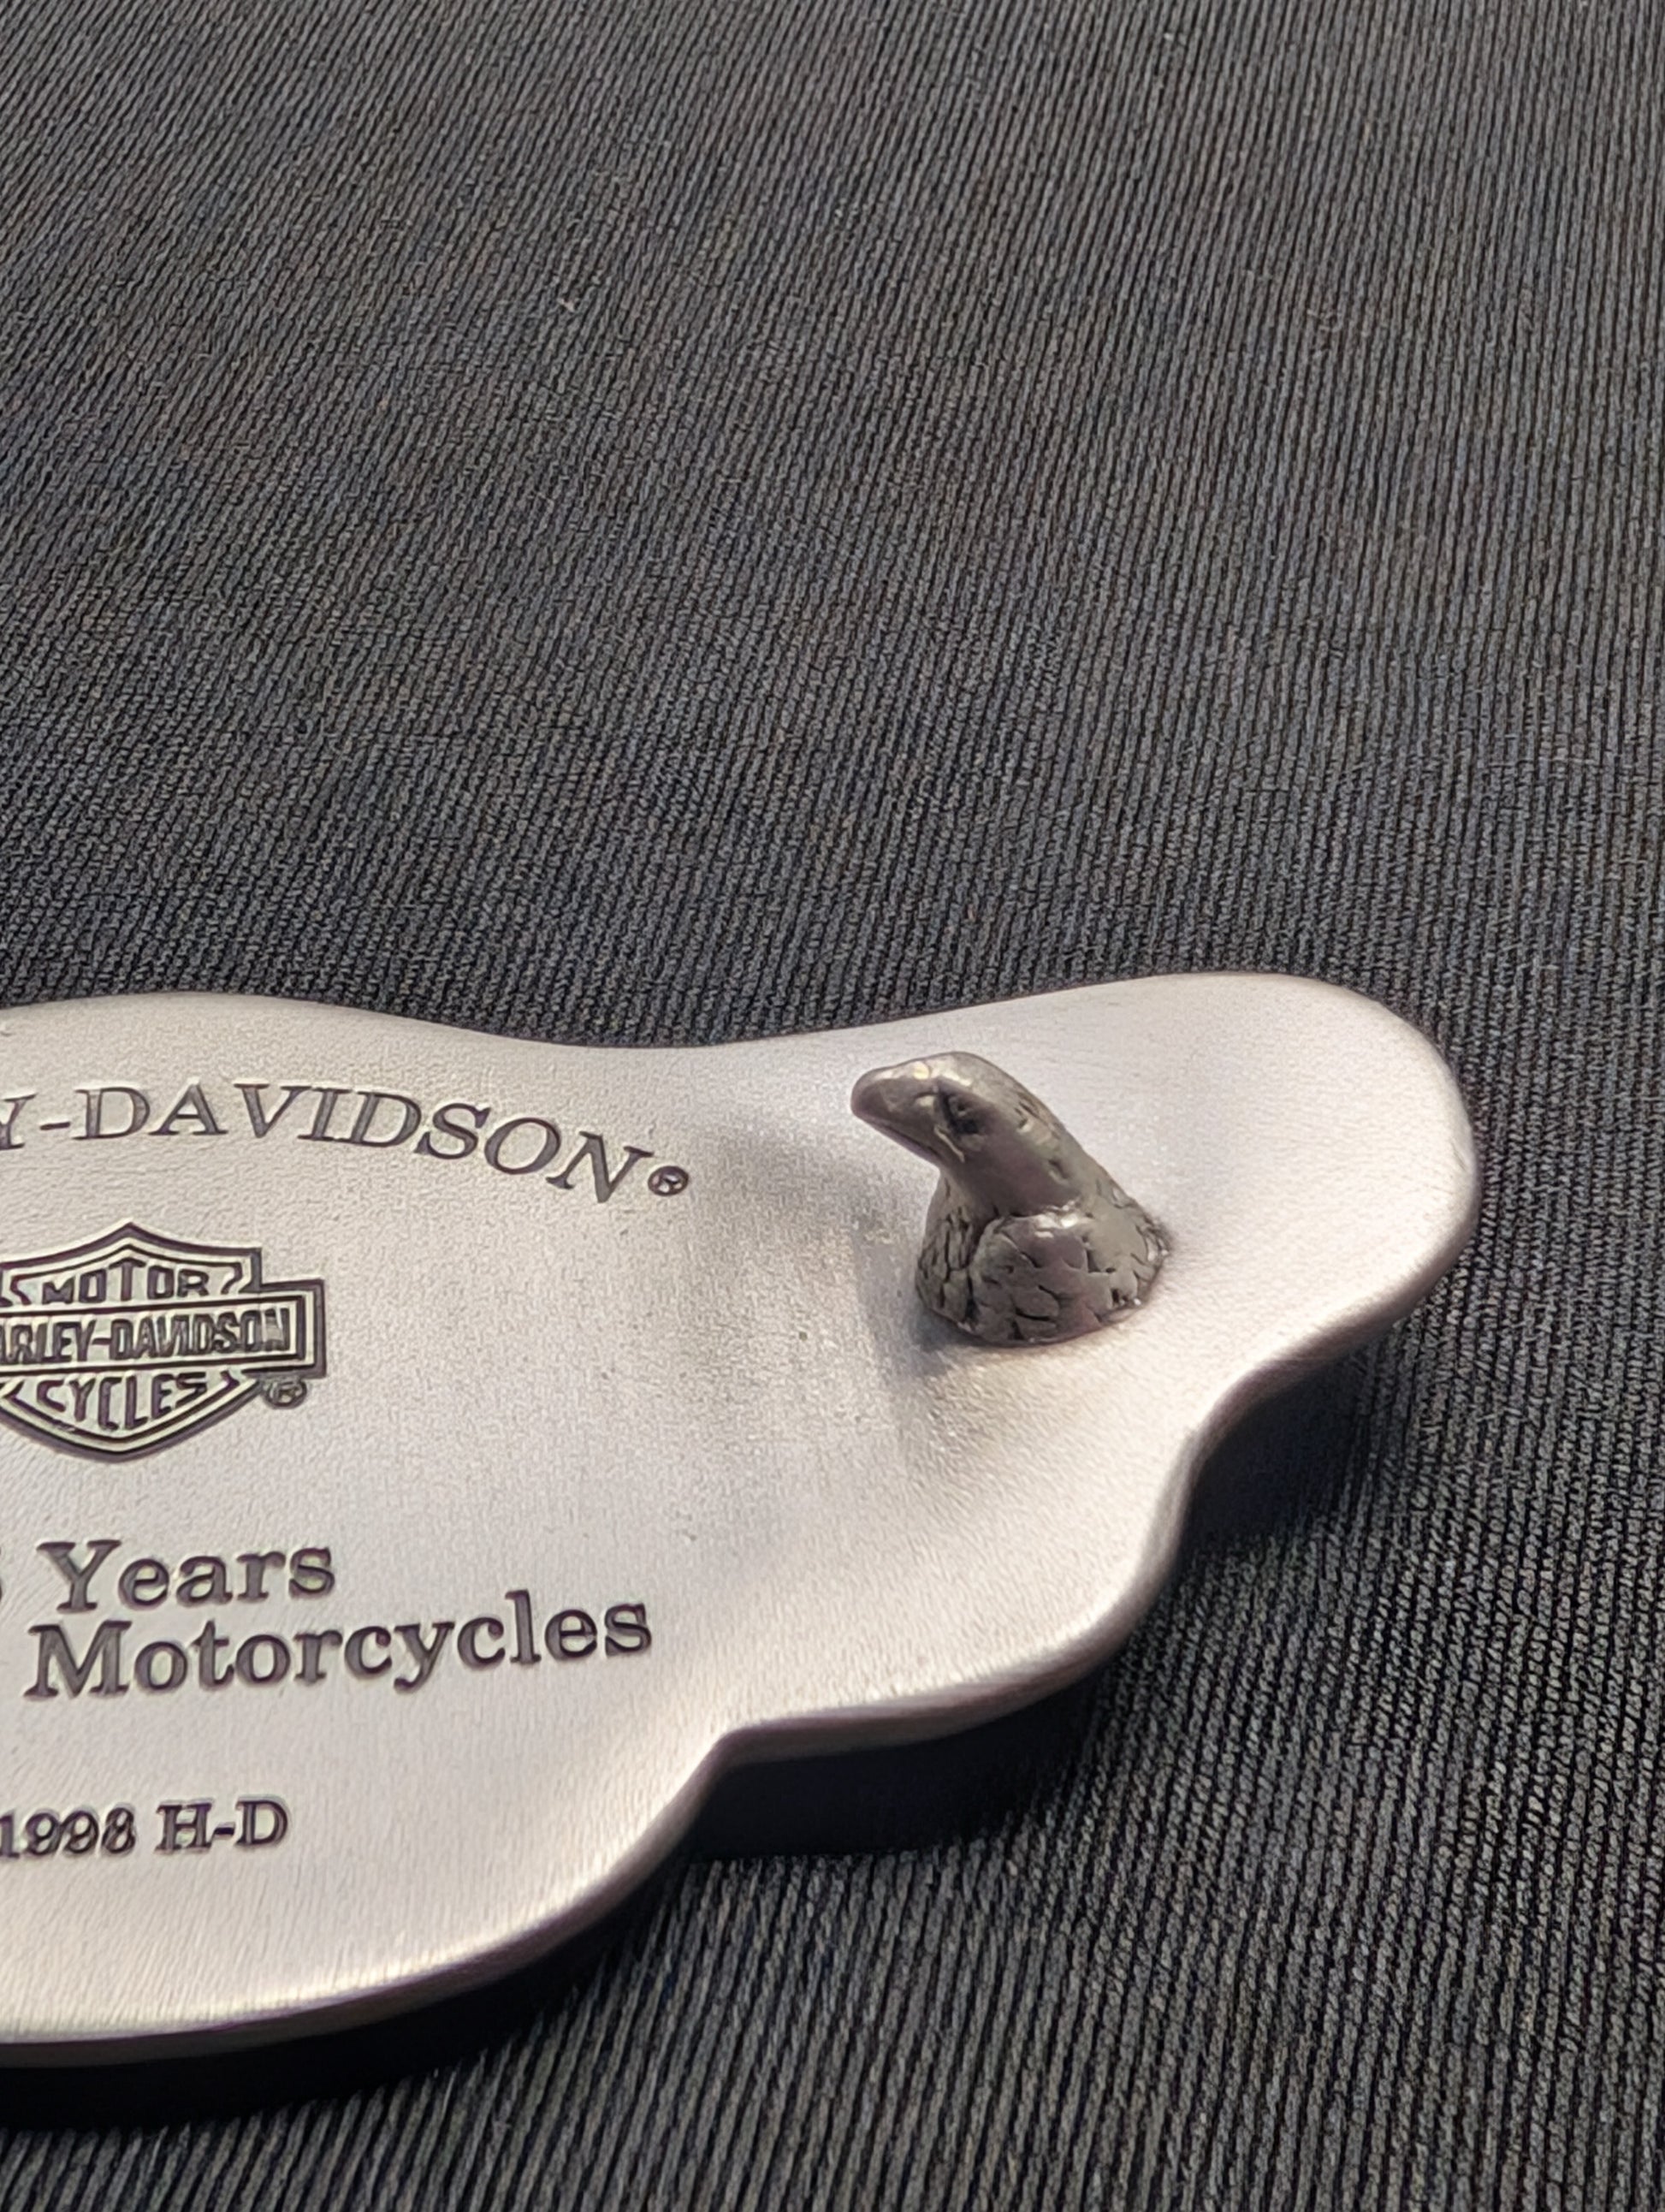 Y-DAVIDSON®
MOTOR
ARLEY-DAVIDSON
CYCLES ®
Years
Motorcycles
1998 H-D